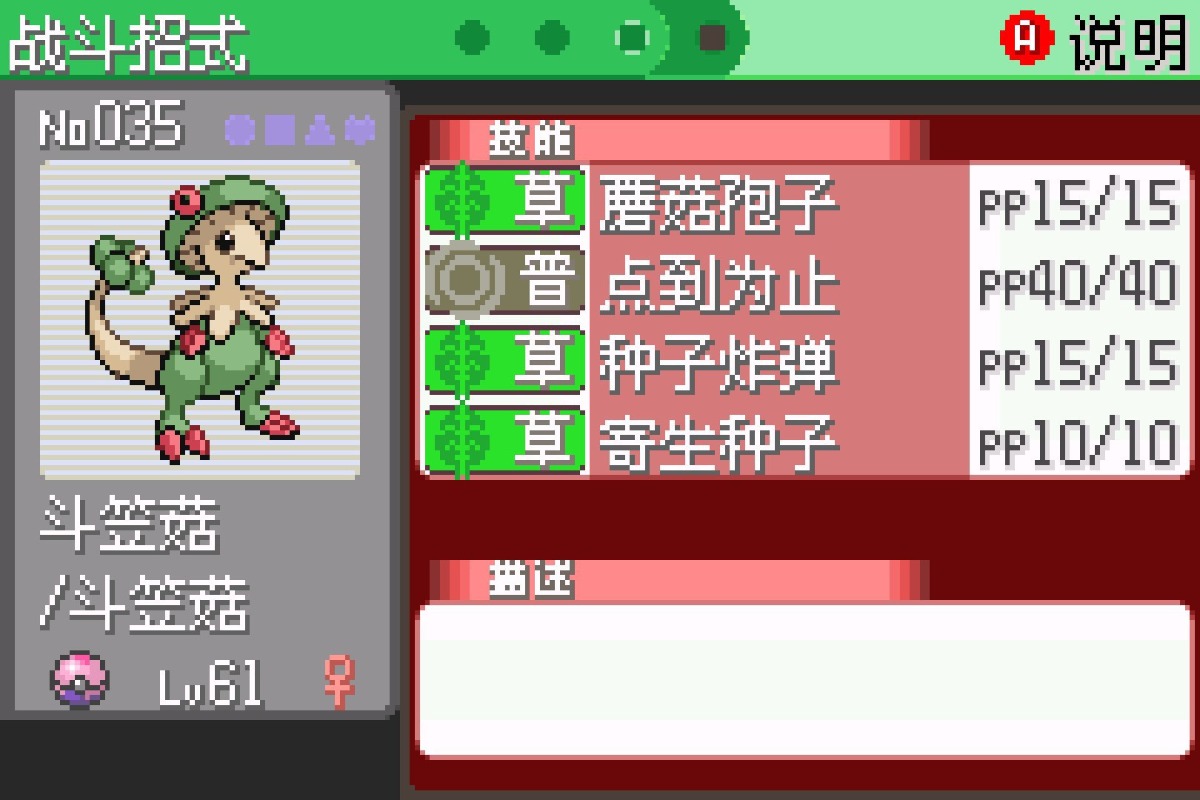 战斗招式
A 说明
No035
技能
草 蘑菇孢子 PP15/15
普 点到为止 PP40/40
草 种子炸弹 PP15/15
草 寄生种子 PP10/10
斗笠菇
/斗笠菇
Lv61 ♀
描述